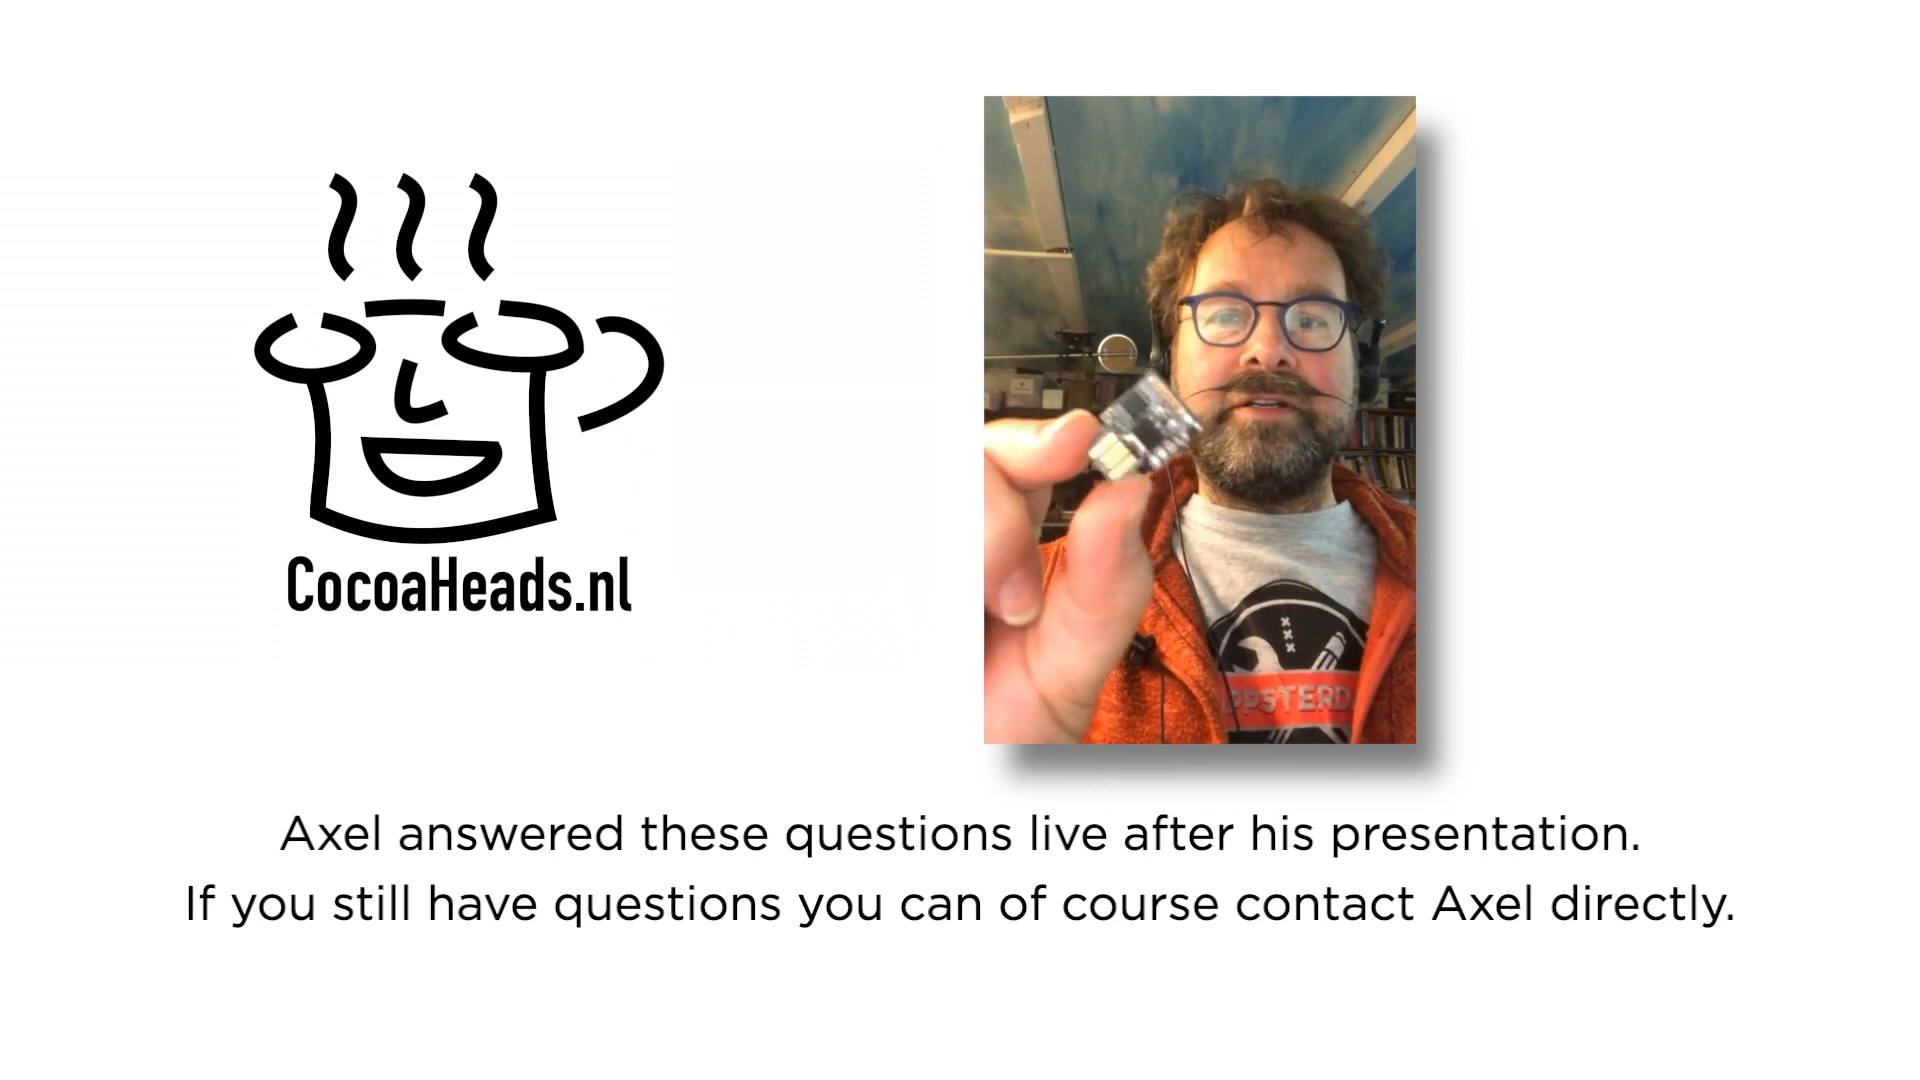 CocoaHeads.nl
PPSTERD
Axel answered these questions live after his presentation.
If you still have questions you can of course contact Axel directly.